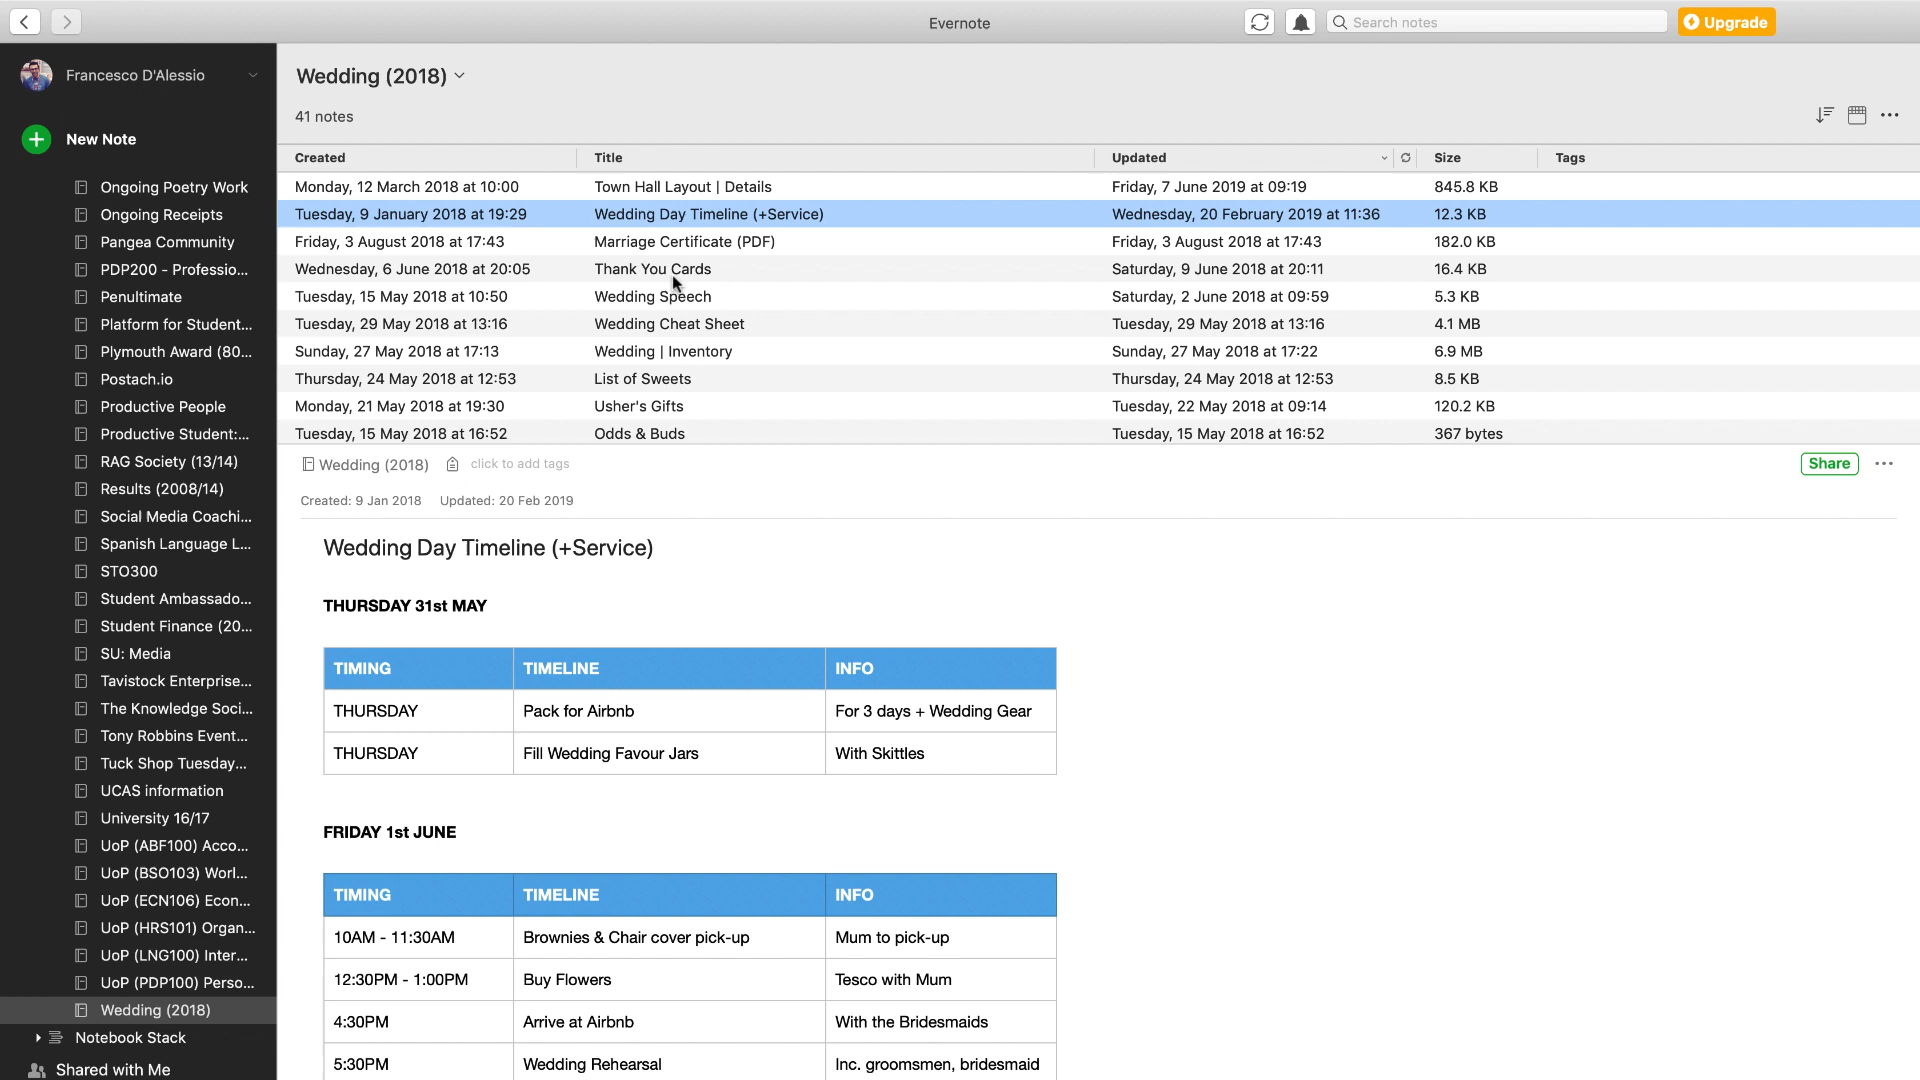 Evernote
Search notes
Upgrade
Francesco D'Alessio
New Note
Ongoing Poetry Work
Ongoing Receipts
Pangea Community
PDP200 - Professio...
Penultimate
Platform for Student...
Plymouth Award (80...
Postach.io
Productive People
Productive Student:...
RAG Society (13/14)
Results (2008/14)
Social Media Coachi...
Spanish Language L...
STO300
Student Ambassado...
Student Finance (20...
SU: Media
Tavistock Enterprise...
The Knowledge Soci...
Tony Robbins Event...
Tuck Shop Tuesday...
UCAS information
University 16/17
UoP (ABF100) Acco...
UoP (BSO103) Worl...
UoP (ECN106) Econ...
UoP (HRS101) Organ...
UoP (LNG100) Inter...
UoP (PDP100) Perso...
Wedding (2018)
Notebook Stack
Shared with Me
Wedding (2018)
41 notes
Created Title Updated Size Tags
Monday, 12 March 2018 at 10:00 Town Hall Layout | Details Friday, 7 June 2019 at 09:19 845.8 KB
Tuesday, 9 January 2018 at 19:29 Wedding Day Timeline (+Service) Wednesday, 20 February 2019 at 11:36 12.3 KB
Friday, 3 August 2018 at 17:43 Marriage Certificate (PDF) Friday, 3 August 2018 at 17:43 182.0 KB
Wednesday, 6 June 2018 at 20:05 Thank You Cards Saturday, 9 June 2018 at 20:11 16.4 KB
Tuesday, 15 May 2018 at 10:50 Wedding Speech Saturday, 2 June 2018 at 09:59 5.3 KB
Tuesday, 29 May 2018 at 13:16 Wedding Cheat Sheet Tuesday, 29 May 2018 at 13:16 4.1 MB
Sunday, 27 May 2018 at 17:13 Wedding | Inventory Sunday, 27 May 2018 at 17:22 6.9 MB
Thursday, 24 May 2018 at 12:53 List of Sweets Thursday, 24 May 2018 at 12:53 8.5 KB
Monday, 21 May 2018 at 19:30 Usher's Gifts Tuesday, 22 May 2018 at 09:14 120.2 KB
Tuesday, 15 May 2018 at 16:52 Odds & Buds Tuesday, 15 May 2018 at 16:52 367 bytes
Wedding (2018) click to add tags Share
Created: 9 Jan 2018 Updated: 20 Feb 2019
Wedding Day Timeline (+Service)
THURSDAY 31st MAY
TIMING TIMELINE INFO
THURSDAY Pack for Airbnb For 3 days + Wedding Gear
THURSDAY Fill Wedding Favour Jars With Skittles
FRIDAY 1st JUNE
TIMING TIMELINE INFO
10AM - 11:30AM Brownies & Chair cover pick-up Mum to pick-up
12:30PM - 1:00PM Buy Flowers Tesco with Mum
4:30PM Arrive at Airbnb With the Bridesmaids
5:30PM Wedding Rehearsal Inc. groomsmen, bridesmaid